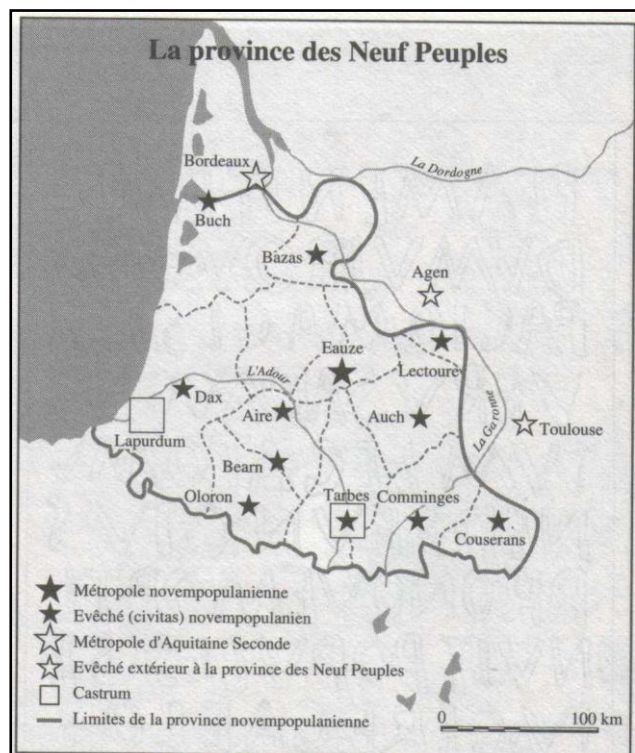 La province des Neuf Peuples
Bordeaux
La Dordogne
Buch
Bazas
Agen
Eauze
Lectoure
L'Adour
Dax
Aire
Auch
La Garonne
Toulouse
Lapurdum
Bearn
Oloron
Tarbes
Comminges
Couserans
Métropole novempopulanienne
Evêché (civitas) novempopulanien
Métropole d'Aquitaine Seconde
Evêché extérieur à la province des Neuf Peuples
Castrum
Limites de la province novempopulanienne
0 100 km